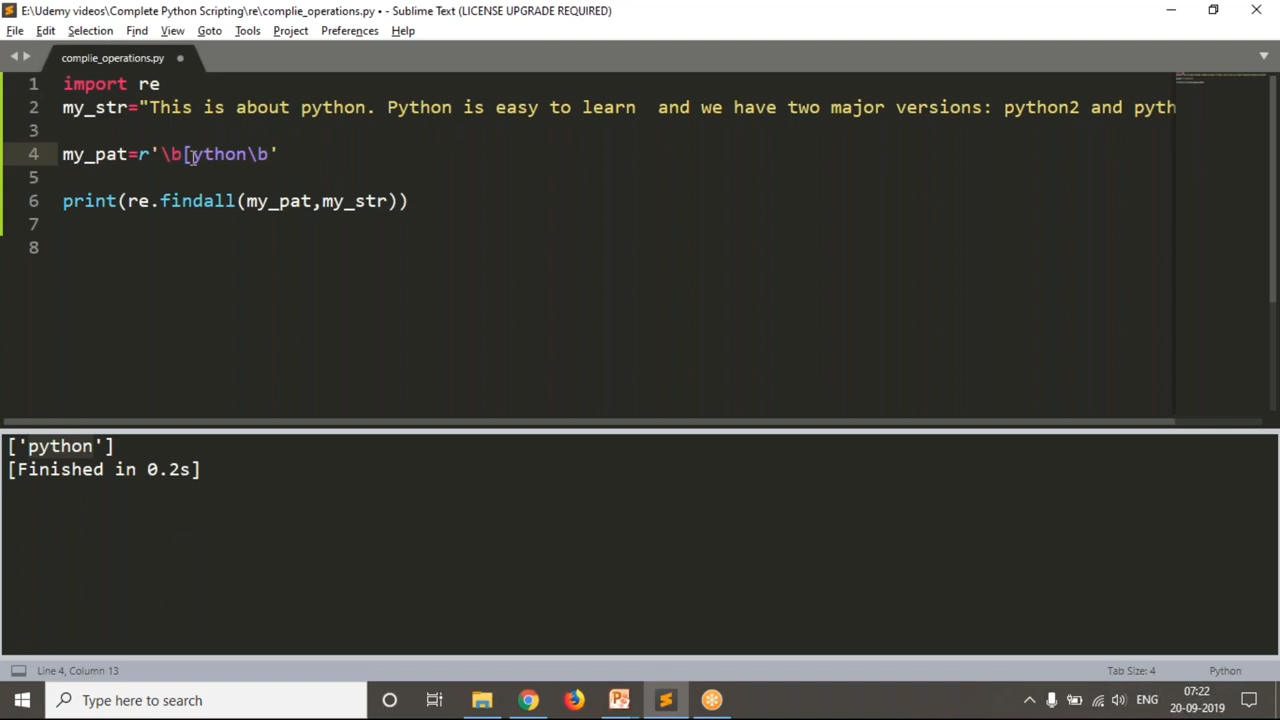 E:\Udemy videos\Complete Python Scripting\re\complie_operations.py • - Sublime Text (LICENSE UPGRADE REQUIRED)
File Edit Selection Find View Goto Tools Project Preferences Help
complie_operations.py
1 import re
2 my_str="This is about python. Python is easy to learn  and we have two major versions: python2 and pyth
3
4 my_pat=r'\b[ython\b'
5
6 print(re.findall(my_pat,my_str))
7
8
['python']
[Finished in 0.2s]
Line 4, Column 13 Tab Size: 4 Python
Type here to search ENG 07:22
20-09-2019